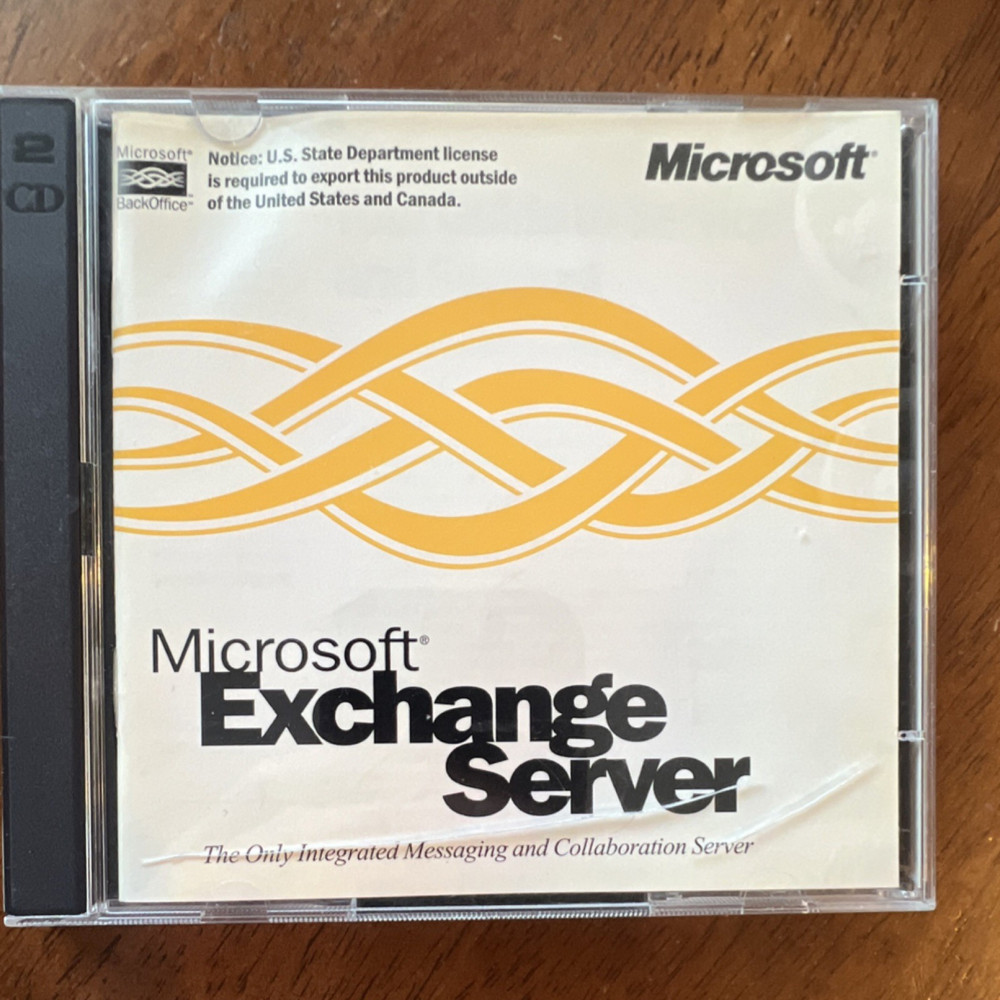 2
CD
Microsoft®
BackOffice™
Notice: U.S. State Department license
is required to export this product outside
of the United States and Canada.
Microsoft®
Microsoft®
Exchange
Server
The Only Integrated Messaging and Collaboration Server